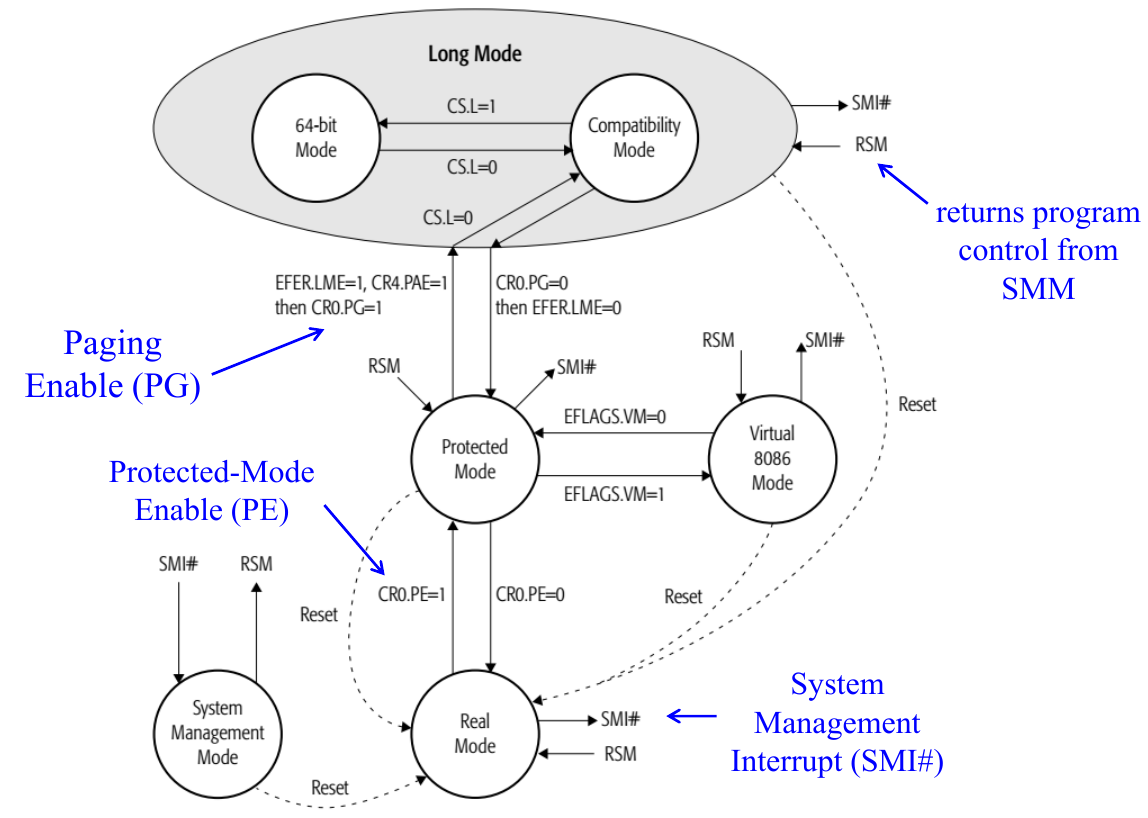 Long Mode
64-bit
Mode
CS.L=1
CS.L=0
Compatibility
Mode
SMI#
RSM
returns program
control from
SMM
CS.L=0
EFER.LME=1, CR4.PAE=1
then CR0.PG=1
CR0.PG=0
then EFER.LME=0
Paging
Enable (PG)
RSM
SMI#
RSM
SMI#
Protected
Mode
EFLAGS.VM=0
EFLAGS.VM=1
Virtual
8086
Mode
Reset
Protected-Mode
Enable (PE)
SMI#
RSM
Reset
CR0.PE=1
CR0.PE=0
Reset
System
Management
Mode
Real
Mode
SMI#
RSM
System
Management
Interrupt (SMI#)
Reset